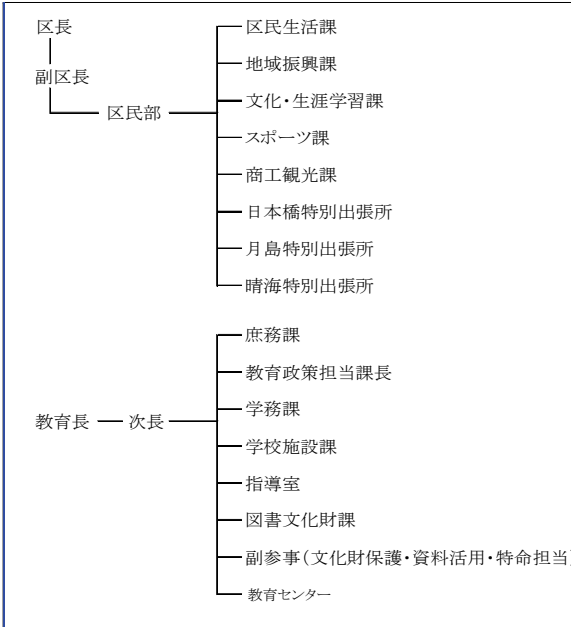 区長
区民生活課
地域振興課
副区長
文化・生涯学習課
区民部
スポーツ課
商工観光課
日本橋特別出張所
月島特別出張所
晴海特別出張所
庶務課
教育政策担当課長
学務課
教育長
次長
学校施設課
指導室
図書文化財課
副参事(文化財保護・資料活用・特命担当)
教育センター